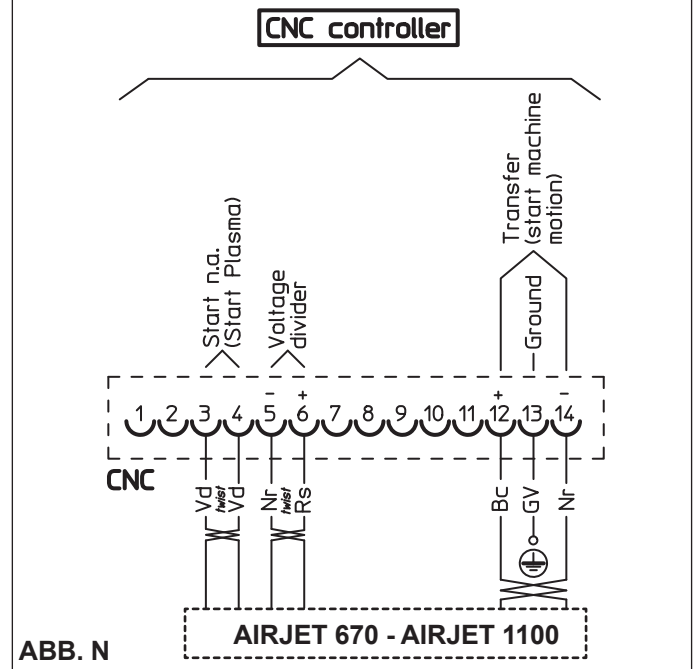 CNC controller
Start n.a.
(Start Plasma)
Voltage
divider
Transfer
(start machine
motion)
Ground
- + + -
1 2 3 4 5 6 7 8 9 10 11 12 13 14
CNC
Vd twist Vd Nr twist Rs Bc GV Nr
AIRJET 670 - AIRJET 1100
ABB. N